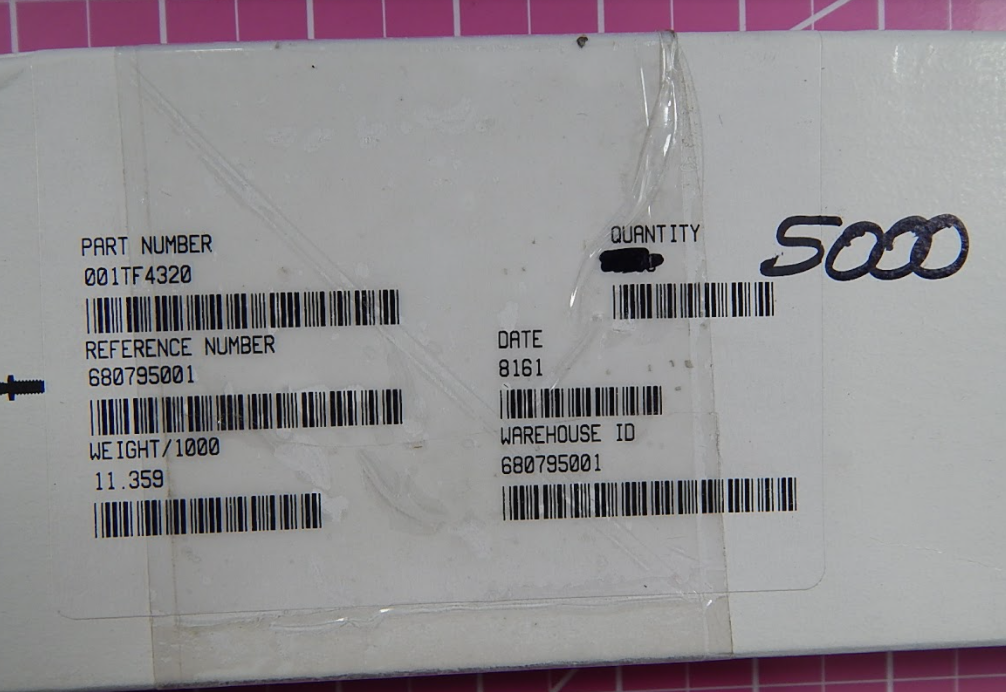 PART NUMBER
001TF4320
QUANTITY
5000
REFERENCE NUMBER
680795001
DATE
8161
WEIGHT/1000
11.359
WAREHOUSE ID
680795001